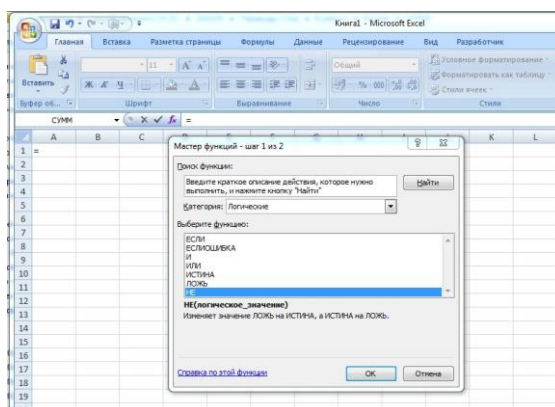 Книга1 - Microsoft Excel
Главная Вставка Разметка страницы Формулы Данные Рецензирование Вид Разработчик
Вставить
Ж К Ч
11
A A
Общий
% 000
Условное форматирование
Форматировать как таблицу
Стили ячеек
Буфер об... Шрифт Выравнивание Число Стили
СУММ
fx =
A B C K L
1 =
2
3
4
5
6
7
8
9
10
11
12
13
14
15
16
17
18
19
Мастер функций - шаг 1 из 2
Поиск функции:
Введите краткое описание действия, которое нужно
выполнить, и нажмите кнопку "Найти"
Найти
Категория: Логические
Выберите функцию:
ЕСЛИ
ЕСЛИОШИБКА
И
ИЛИ
ИСТИНА
ЛОЖЬ
НЕ
НЕ(логическое_значение)
Изменяет значение ЛОЖЬ на ИСТИНА, а ИСТИНА на ЛОЖЬ.
Справка по этой функции
ОК Отмена